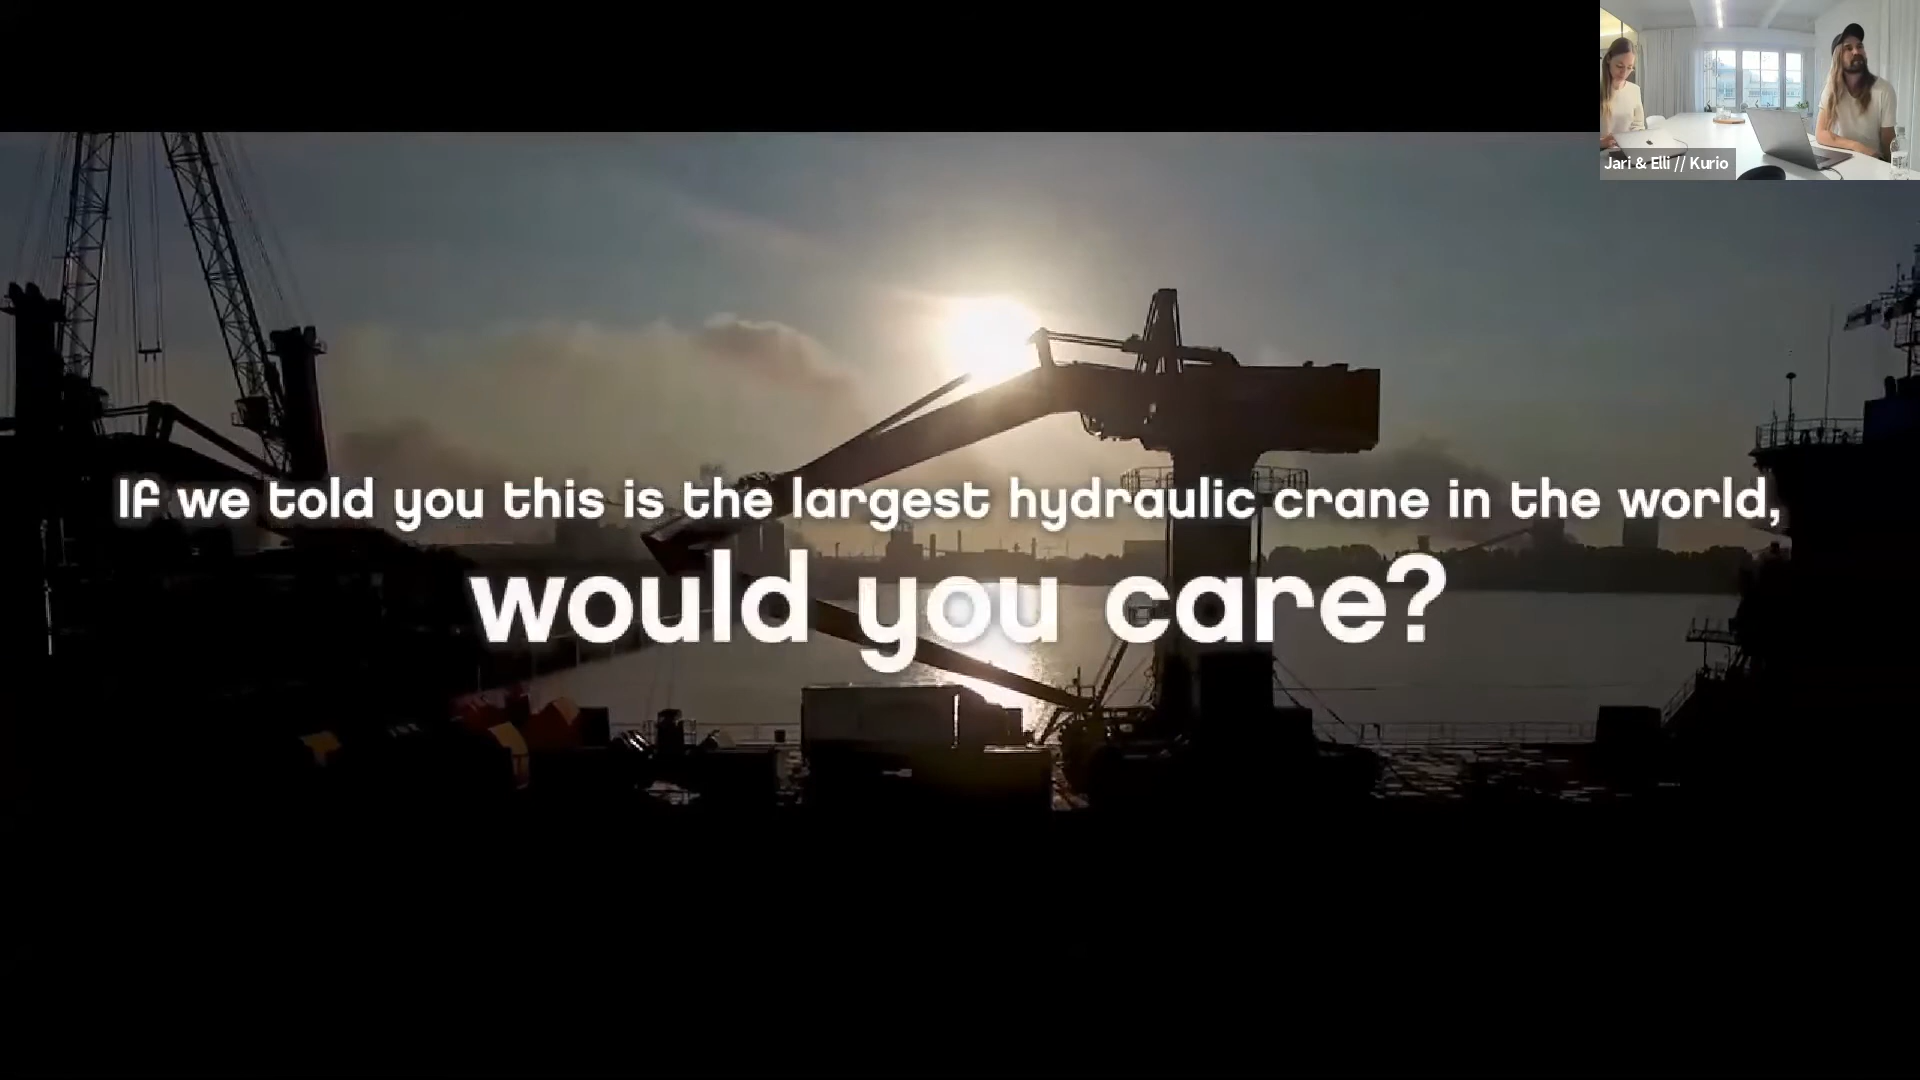 Jari & Elli // Kurio
If we told you this is the largest hydraulic crane in the world,
would you care?